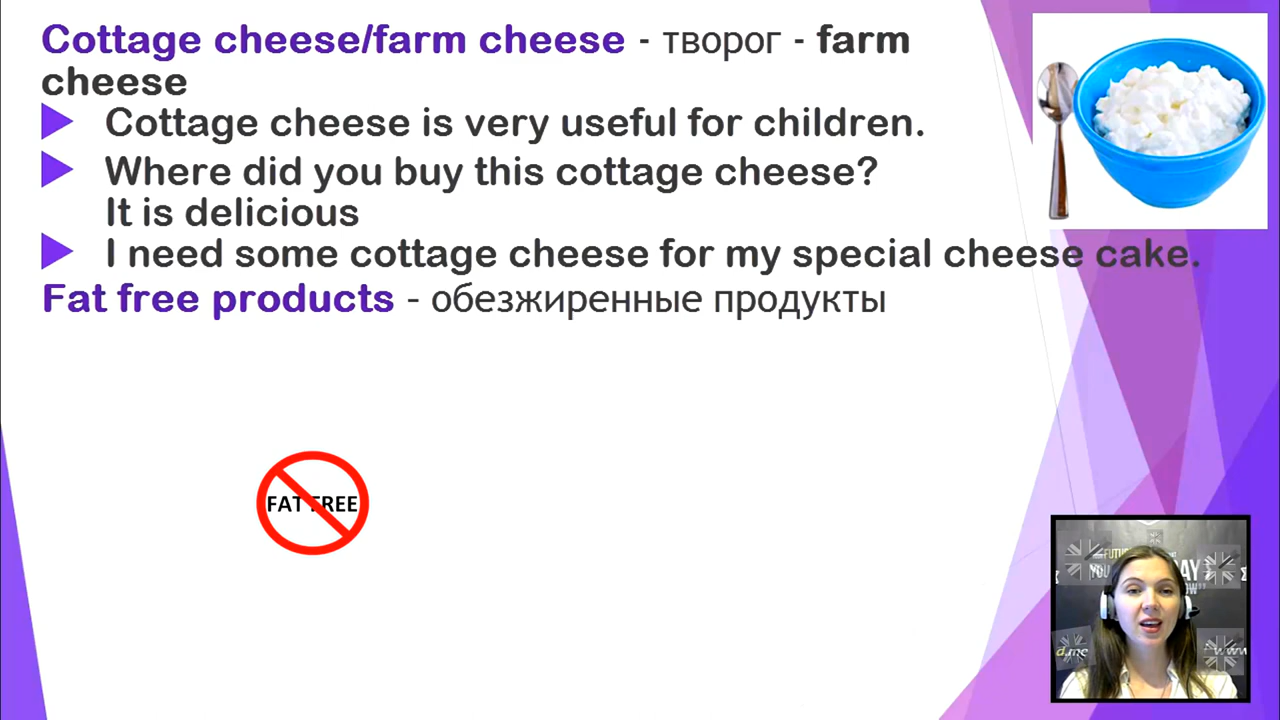 Cottage cheese/farm cheese - творог - farm
cheese
Cottage cheese is very useful for children.
Where did you buy this cottage cheese?
It is delicious
I need some cottage cheese for my special cheese cake.
Fat free products - обезжиренные продукты
FAT FREE